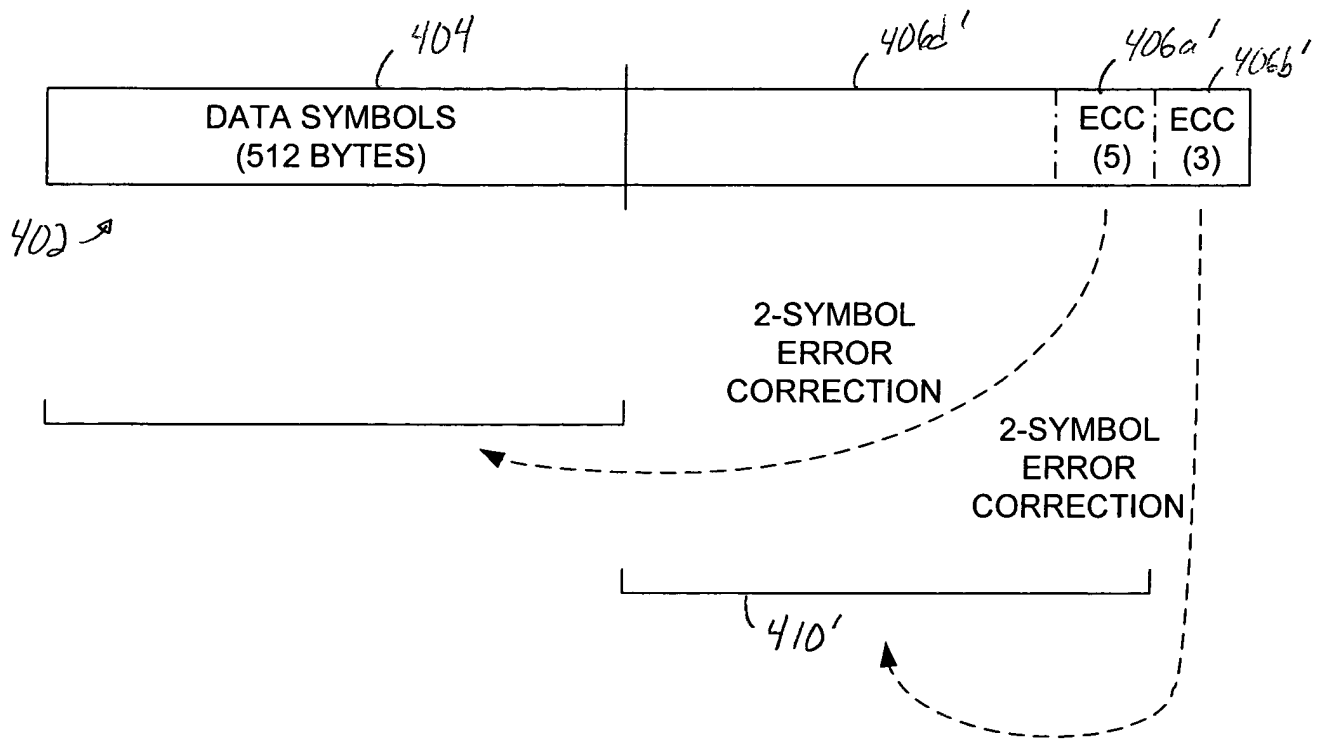 404
406d'
406a'
406b'
DATA SYMBOLS
(512 BYTES)
ECC
(5)
ECC
(3)
402
2-SYMBOL
ERROR
CORRECTION
2-SYMBOL
ERROR
CORRECTION
410'